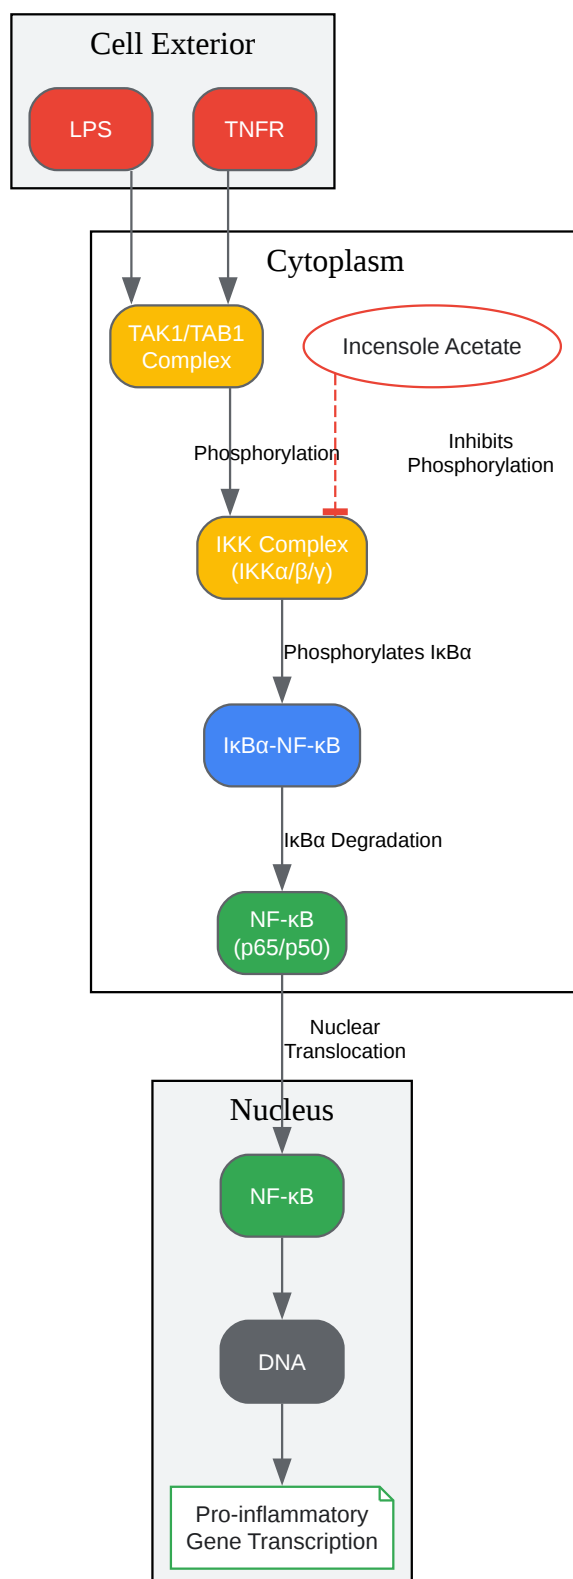 Cell Exterior
LPS
TNFR
Cytoplasm
TAK1/TAB1
Complex
Incensole Acetate
Phosphorylation
Inhibits
Phosphorylation
IKK Complex
(IKKα/β/γ)
Phosphorylates IκBα
IκBα-NF-κB
IκBα Degradation
NF-κB
(p65/p50)
Nuclear
Translocation
Nucleus
NF-κB
DNA
Pro-inflammatory
Gene Transcription